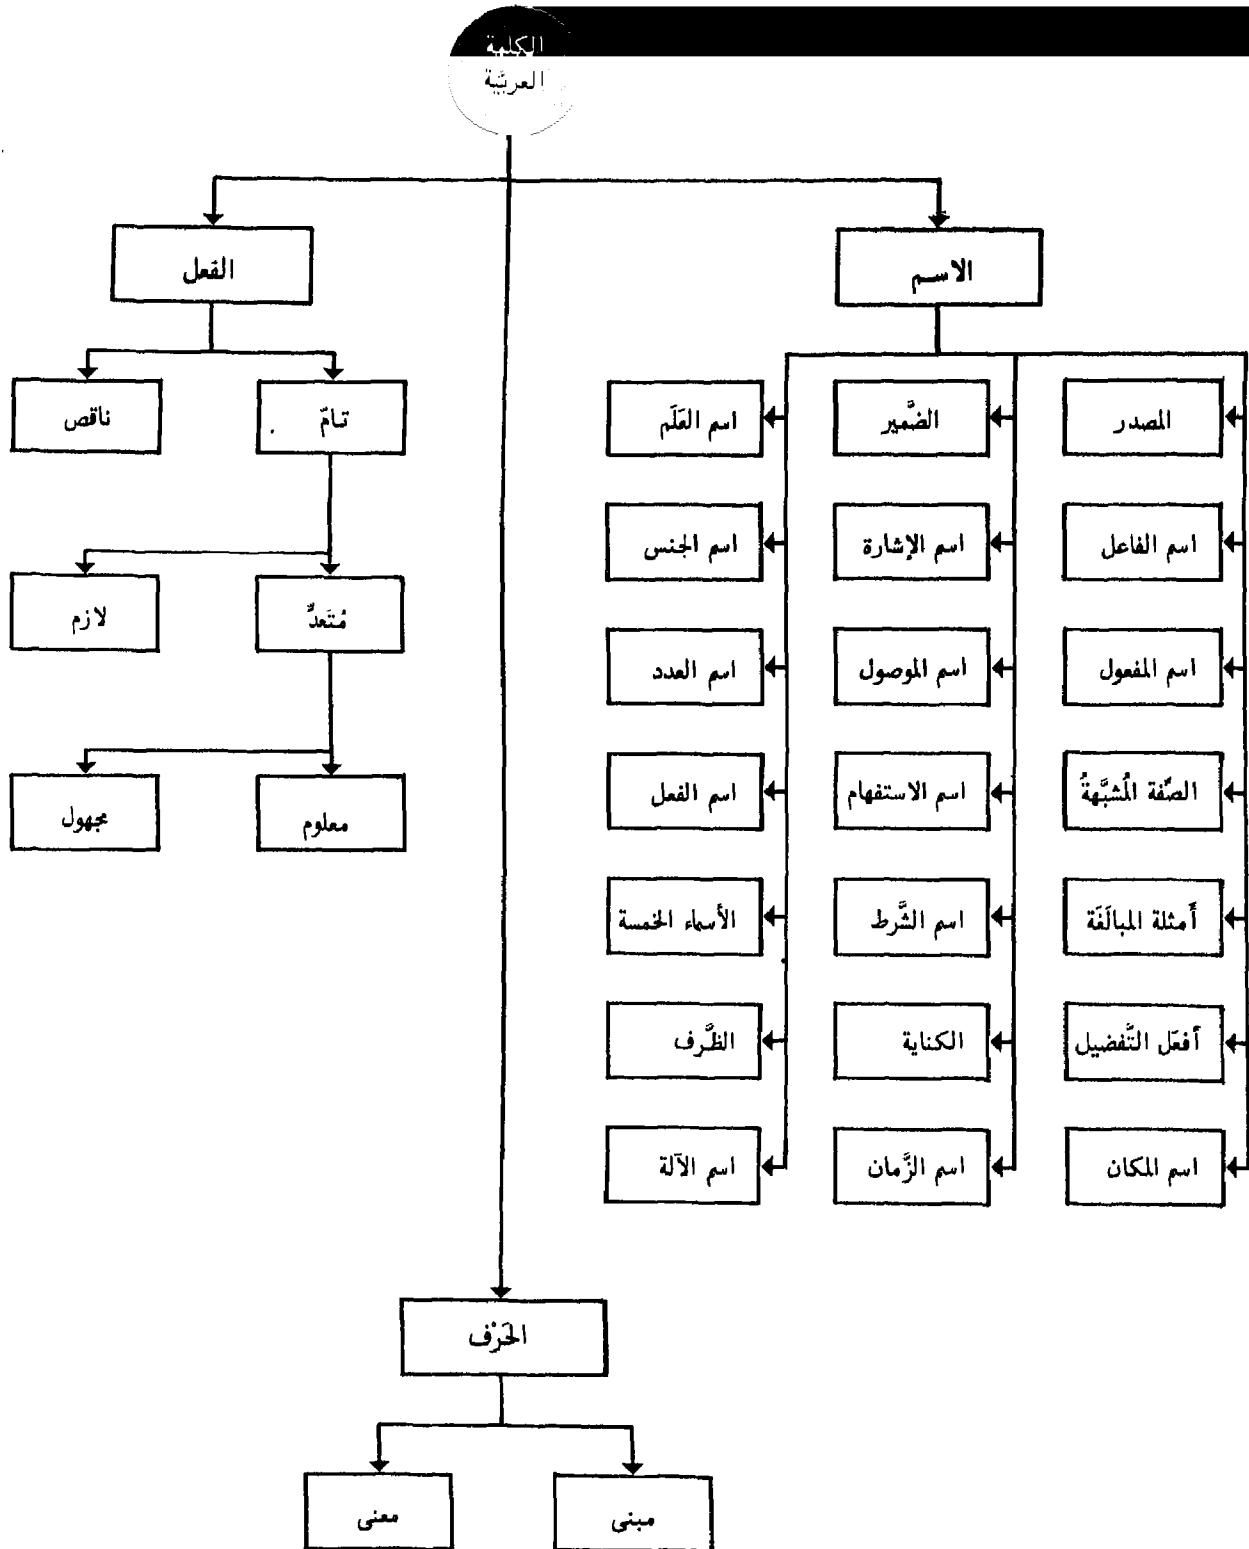 الكلمة
العربيّة
الاسم
الفعل
المصدر
الضَّمير
اسم العَلَم
تامّ
ناقص
اسم الفاعل
اسم الإشارة
اسم الجنس
مُتَعدٍّ
لازم
اسم المفعول
اسم الموصول
اسم العدد
الصِّفة المُشبَّهةُ
اسم الاستفهام
اسم الفعل
معلوم
مجهول
أَمثلة المبالَغَة
اسم الشَّرط
الأسماء الخمسة
أفعَل التَّفضيل
الكناية
الظَّرف
اسم المكان
اسم الزَّمان
اسم الآلة
الحَرْف
مبنى
معنى